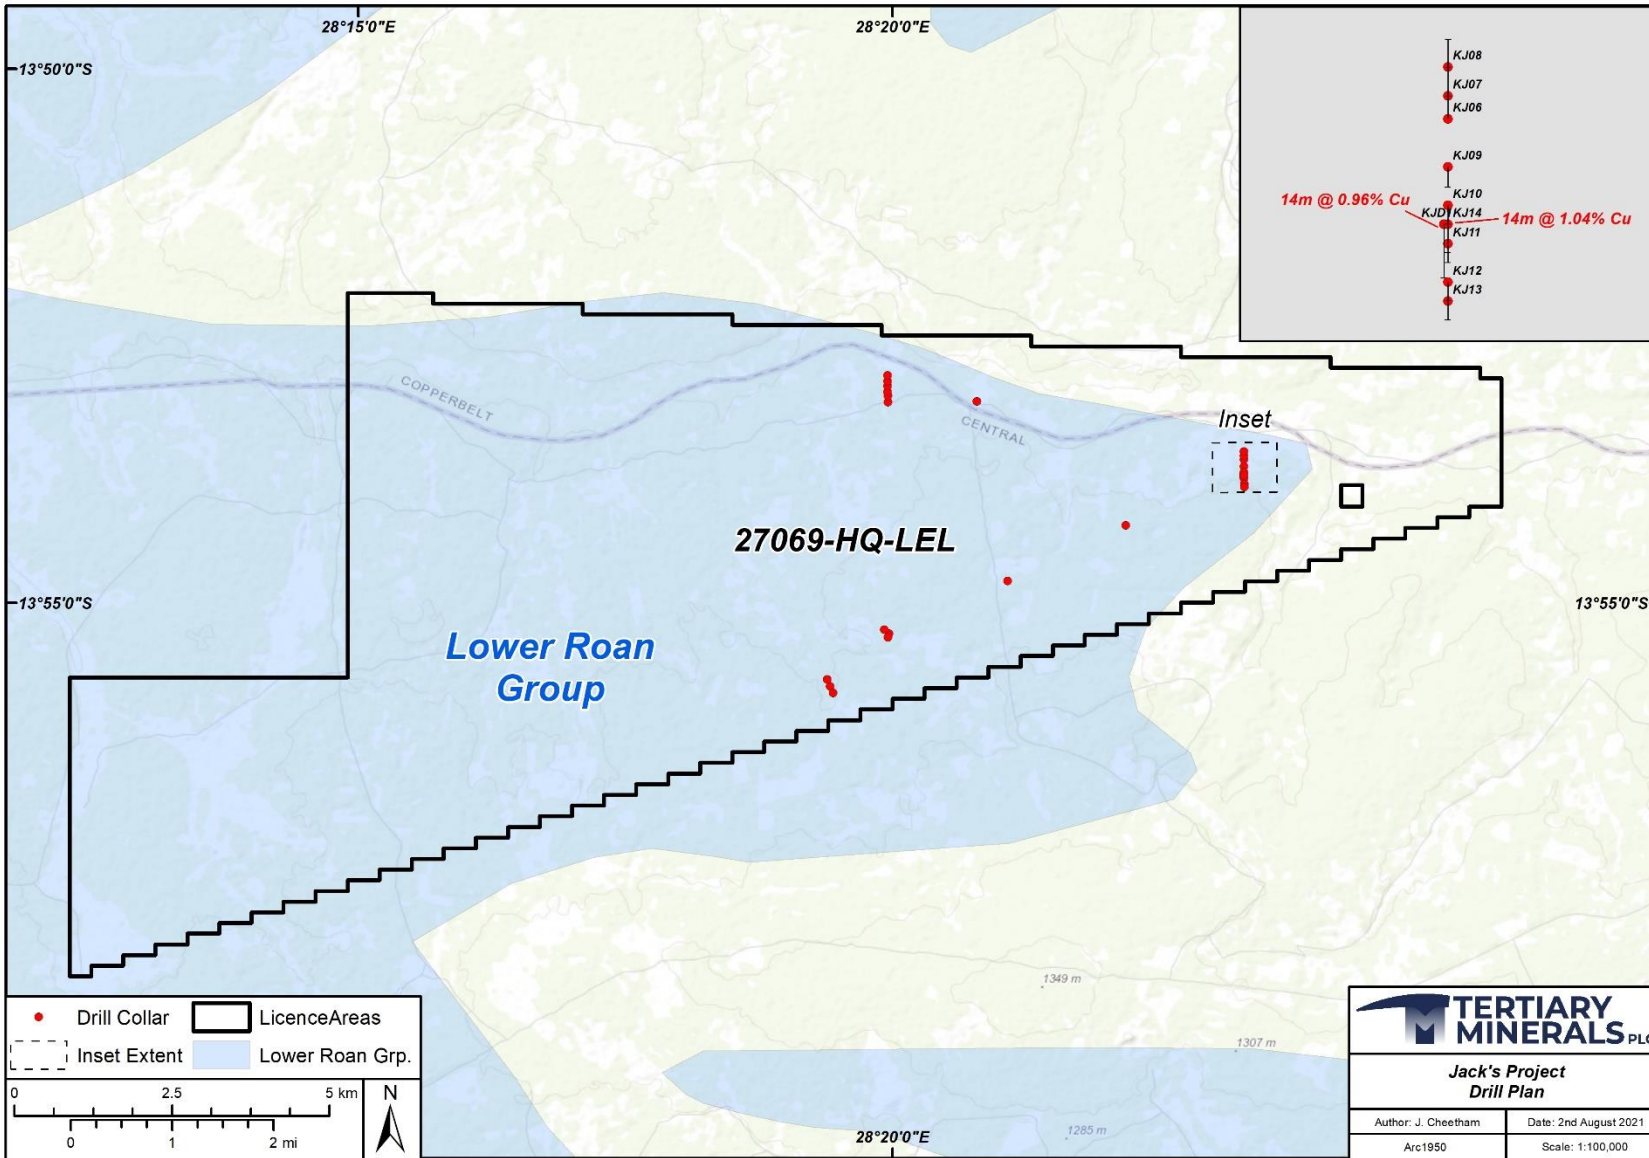 28°15'0"E
28°20'0"E
13°50'0"S
KJ08
KJ07
KJ06
KJ09
KJ10
14m @ 0.96% Cu
KJD1
KJ14
14m @ 1.04% Cu
KJ11
KJ12
KJ13
COPPERBELT
CENTRAL
Inset
27069-HQ-LEL
13°55'0"S
13°55'0"S
Lower Roan
Group
1349 m
1307 m
1285 m
28°20'0"E
Drill Collar
LicenceAreas
Inset Extent
Lower Roan Grp.
0 2.5 5 km
0 1 2 mi
N
TERTIARY
MINERALS PLC
Jack's Project
Drill Plan
Author: J. Cheetham
Date: 2nd August 2021
Arc1950
Scale: 1:100,000